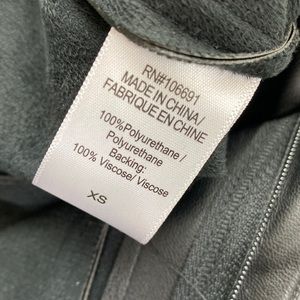 RN#106691
MADE IN CHINA/
FABRIQUE EN CHINE
100%Polyurethane/
Polyurethane
Backing:
100% Viscose/ Viscose
XS